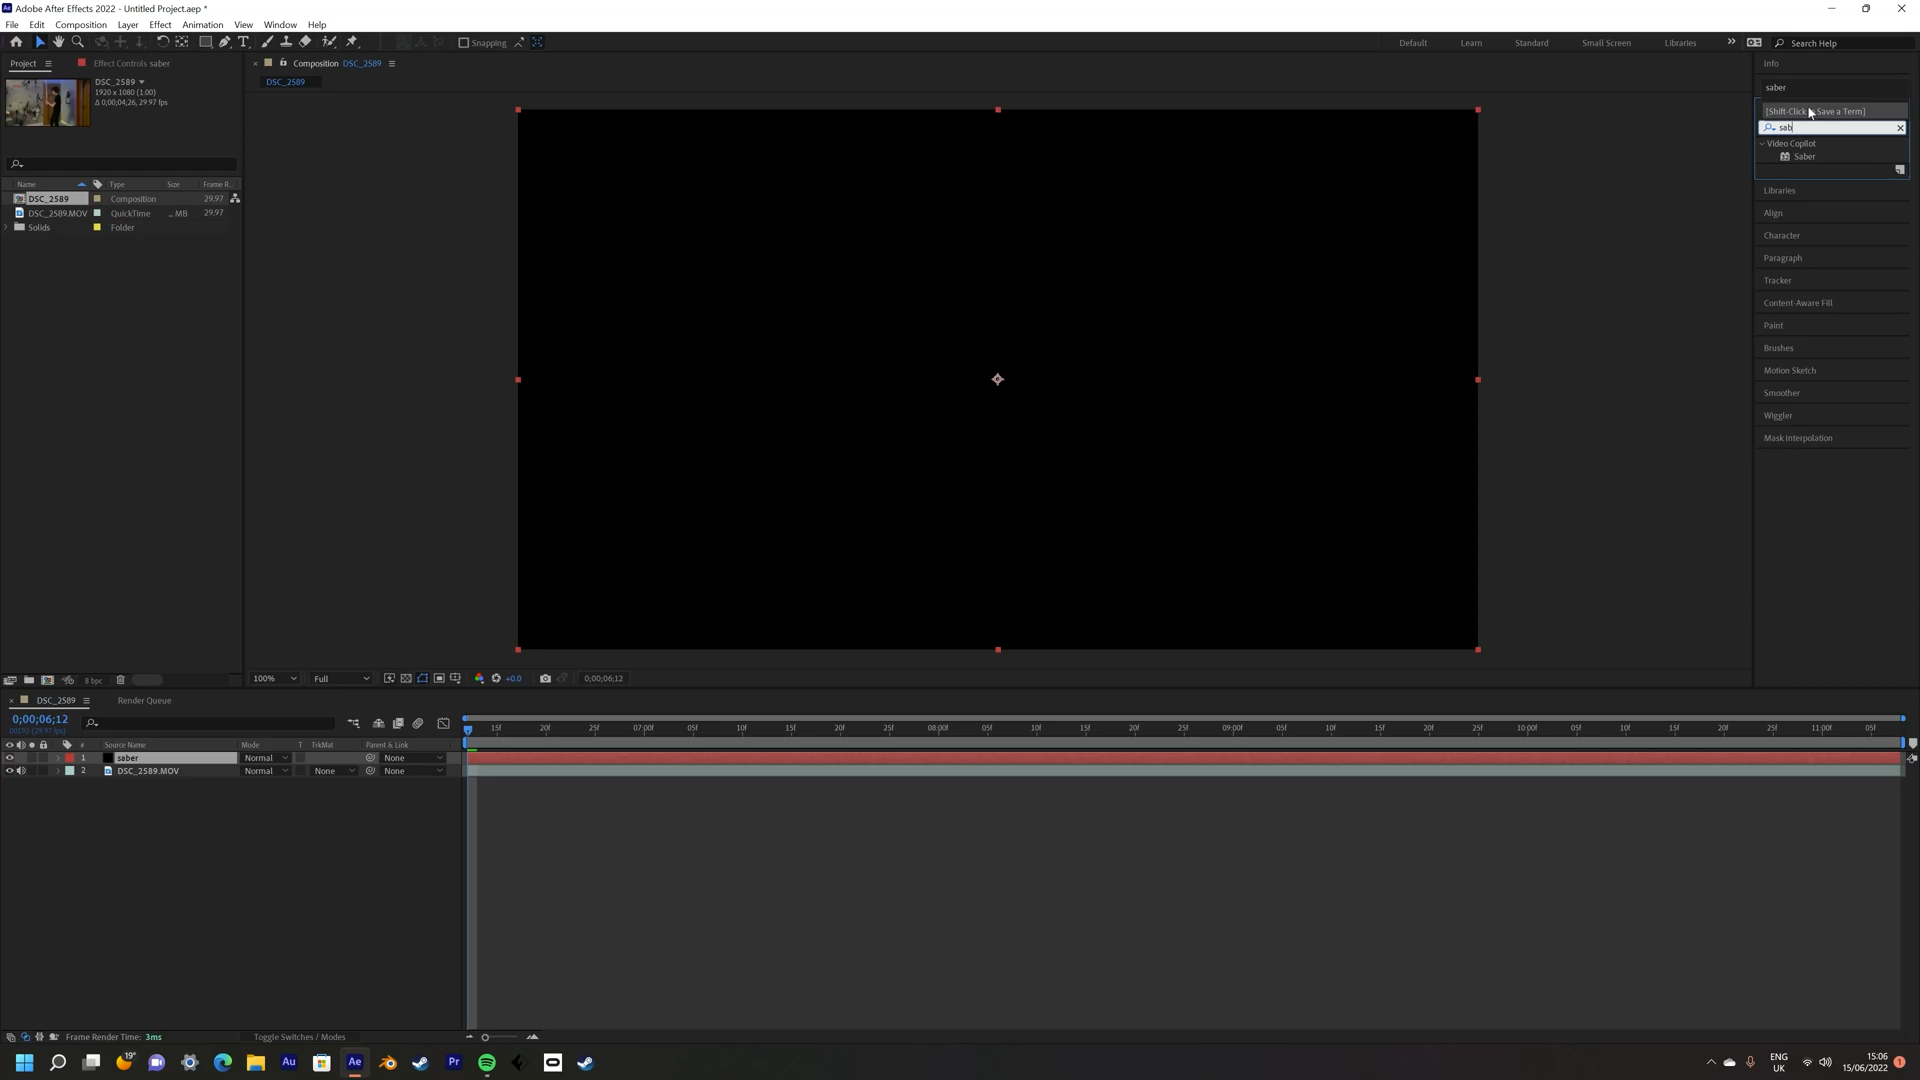 Adobe After Effects 2022 - Untitled Project.aep *
File Edit Composition Layer Effect Animation View Window Help
Snapping
Default Learn Standard Small Screen Libraries Search Help
Project Effect Controls saber
Composition DSC_2589
Info
DSC_2589
1920 x 1080 (1.00)
Δ 0;00;04;26, 29.97 fps
DSC_2589
saber
[Shift-Click Save a Term]
sab
Video Copilot
Saber
Name Type Size Frame R...
DSC_2589 Composition 29.97
DSC_2589.MOV QuickTime ... MB 29.97
Solids Folder
Libraries
Align
Character
Paragraph
Tracker
Content-Aware Fill
Paint
Brushes
Motion Sketch
Smoother
Wiggler
Mask Interpolation
8 bpc
100% Full +0.0 0;00;06;12
DSC_2589 Render Queue
0;00;06;12
00192 (29.97 fps)
15f 20f 25f 07:00f 05f 10f 15f 20f 25f 08:00f 05f 10f 15f 20f 25f 09:00f 05f 10f 15f 20f 25f 10:00f 05f 10f 15f 20f 25f 11:00f 05f
# Source Name Mode T TrkMat Parent & Link
1 saber Normal None
2 DSC_2589.MOV Normal None None
Frame Render Time: 3ms Toggle Switches / Modes
19°
Au Ae Pr
ENG
UK
15:06
15/06/2022
1